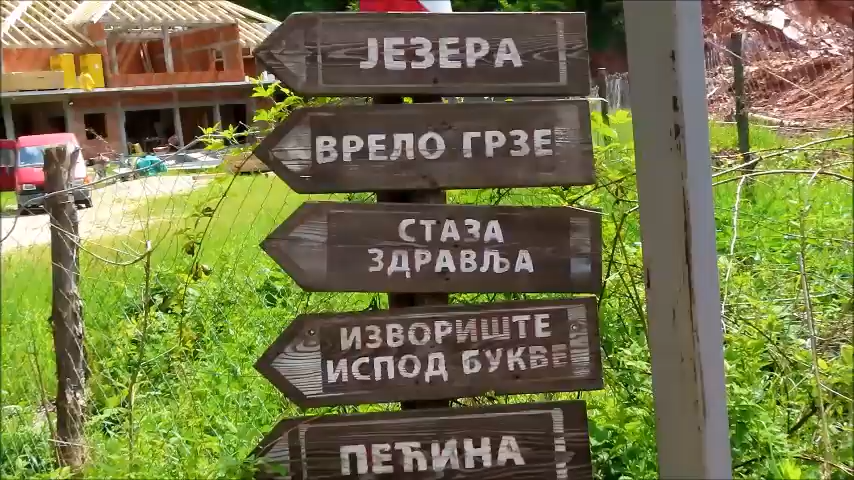 ЈЕЗЕРА
ВРЕЛО ГРЗЕ
СТАЗА
ЗДРАВЉА
ИЗВОРИШТЕ
ИСПОД БУКВЕ
ПЕЋИНА